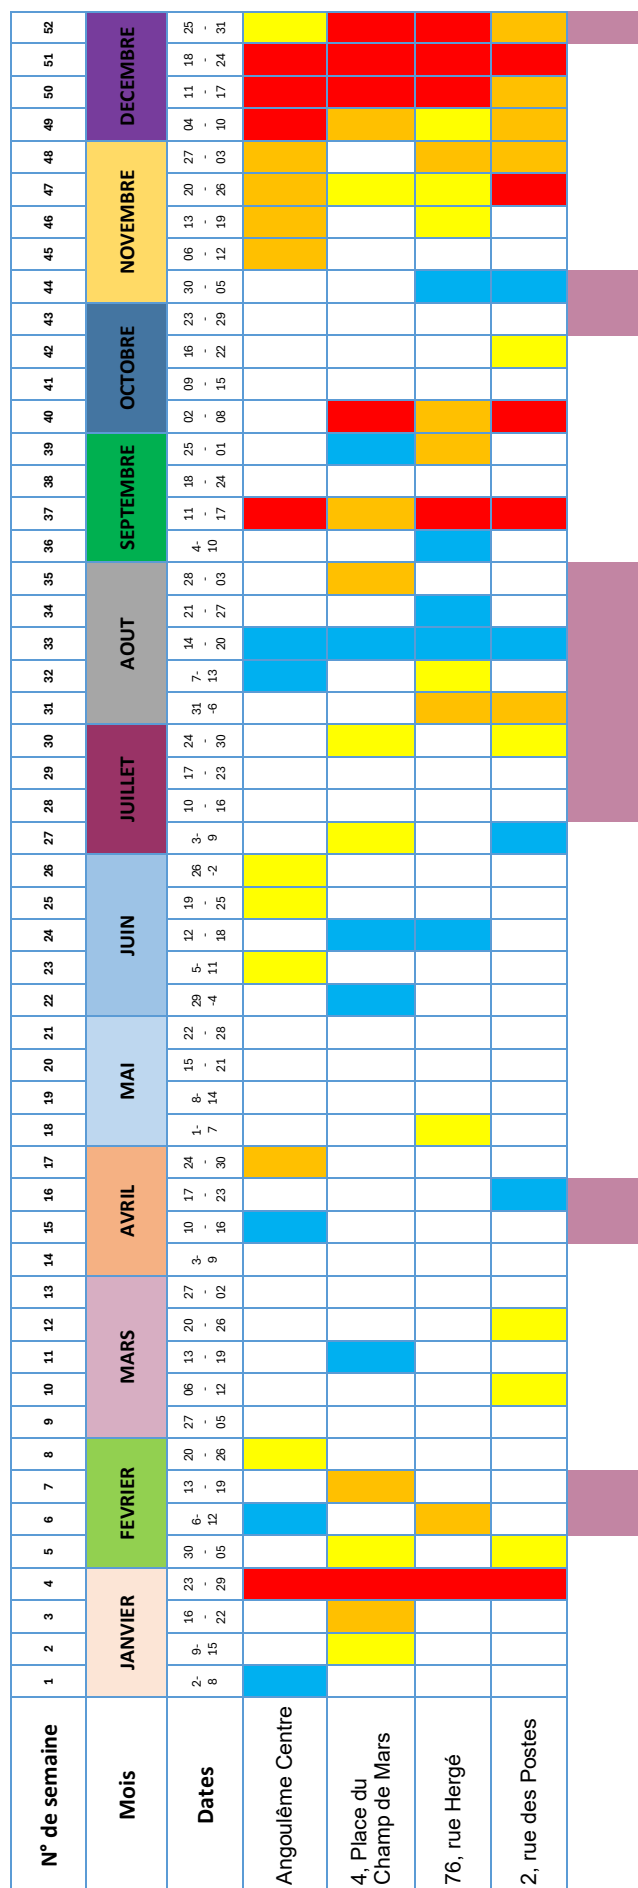 N° de semaine 1 2 3 4 5 6 7 8 9 10 11 12 13 14 15 16 17 18 19 20 21 22 23 24 25 26 27 28 29 30 31 32 33 34 35 36 37 38 39 40 41 42 43 44 45 46 47 48 49 50 51 52
Mois JANVIER FEVRIER MARS AVRIL MAI JUIN JUILLET AOUT SEPTEMBRE OCTOBRE NOVEMBRE DECEMBRE
Dates 2- 9- 16 23 30 6- 13 20 27 06 13 20 27 3- 10 17 24 1- 8- 15 22 29 5- 12 19 26 3- 10 17 24 31 7- 14 21 28 4- 11 18 25 02 09 16 23 30 06 13 20 27 04 11 18 25
- - - - - - - - - - - - - - - - - - - - - - - - - - - - - - - - - - - - -
8 15 22 29 05 12 19 26 05 12 19 26 02 9 16 23 30 7 14 21 28 -4 11 18 25 -2 9 16 23 30 -6 13 20 27 03 10 17 24 01 08 15 22 29 05 12 19 26 03 10 17 24 31
Angoulême Centre
4, Place du
Champ de Mars
76, rue Hergé
2, rue des Postes